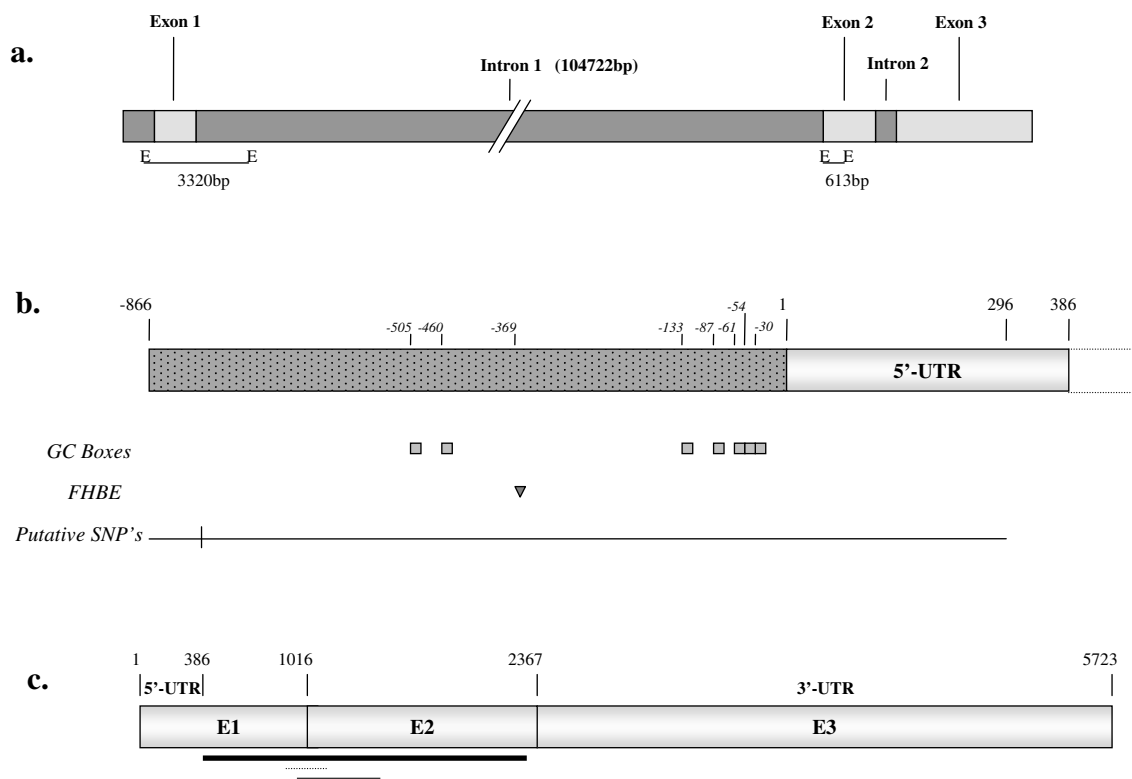 a.
Exon 1
Exon 2
Exon 3
Intron 1 (104722bp)
Intron 2
E
E
E
E
3320bp
613bp
b.
-866
-505
-460
-369
-133
-87
-61
-54
-30
1
296
386
5’-UTR
GC Boxes
FHBE
Putative SNP’s
c.
1
386
1016
2367
5723
5’-UTR
3’-UTR
E1
E2
E3